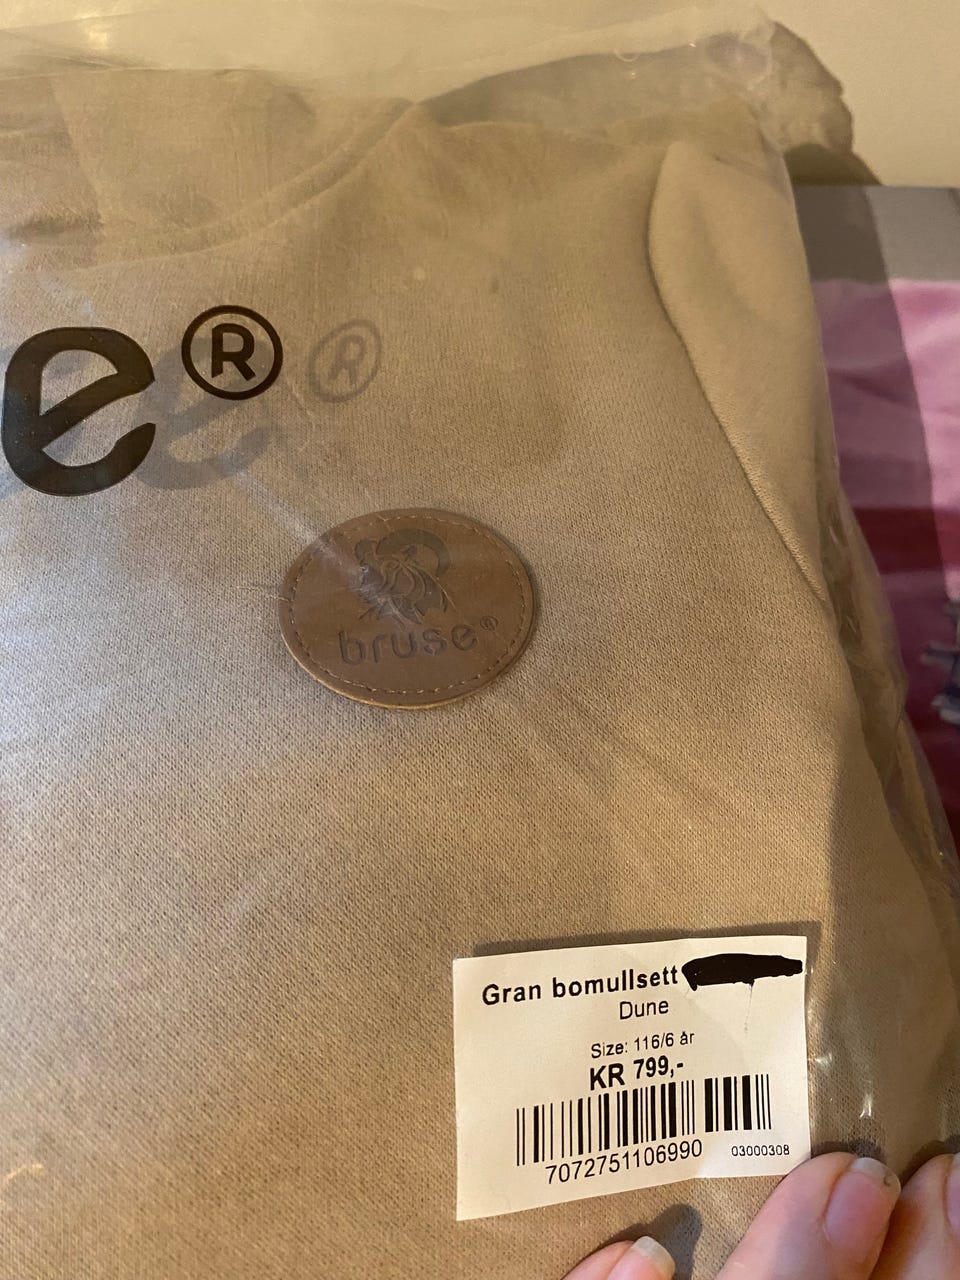 e®
e®
bruse®
Gran bomullsett
Dune
Size: 116/6 år
KR 799,-
7072751106990 03000308